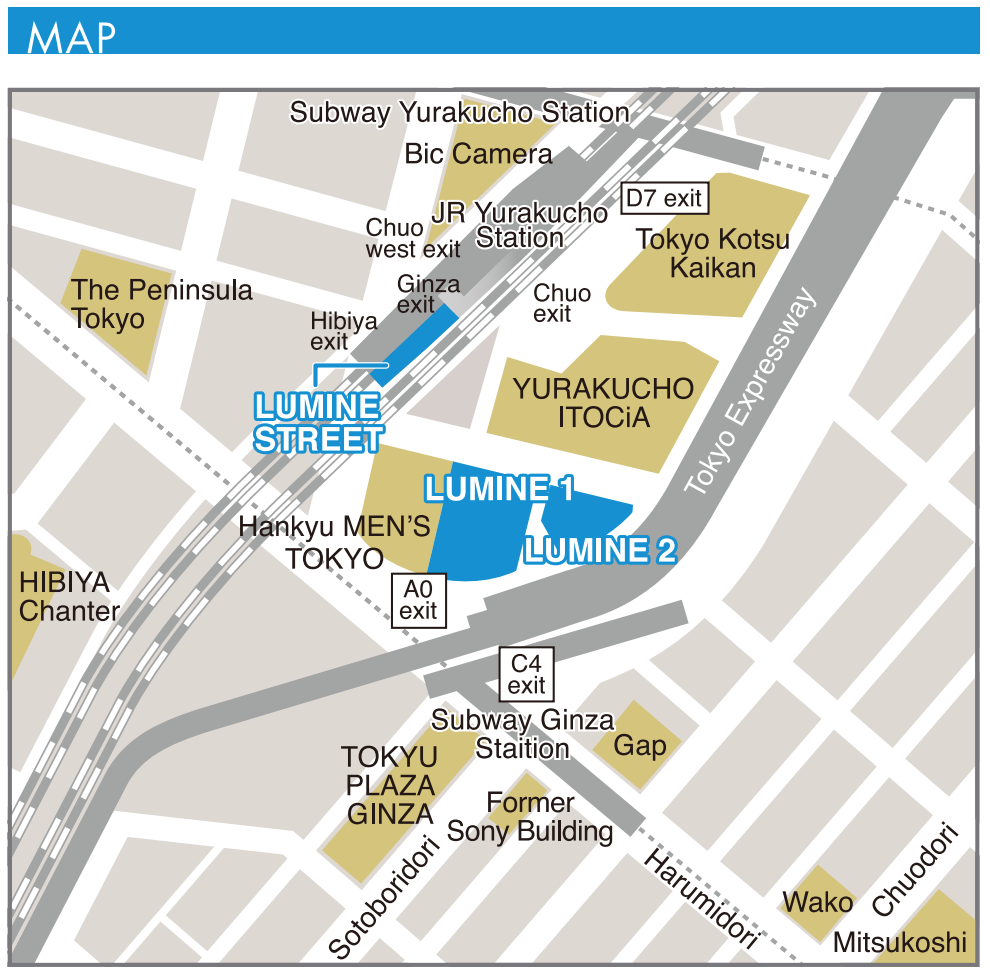 MAP
Subway Yurakucho Station
Bic Camera
D7 exit
JR Yurakucho
Station
Chuo
west exit
Tokyo Kotsu
Kaikan
The Peninsula
Tokyo
Ginza
exit
Chuo
exit
Hibiya
exit
Tokyo Expressway
YURAKUCHO
ITOCiA
LUMINE
STREET
LUMINE 1
Hankyu MEN'S
TOKYO
LUMINE 2
HIBIYA
Chanter
A0
exit
C4
exit
Subway Ginza
Staition
Gap
TOKYU
PLAZA
GINZA
Former
Sony Building
Sotoboridori
Harumidori
Chuodori
Wako
Mitsukoshi